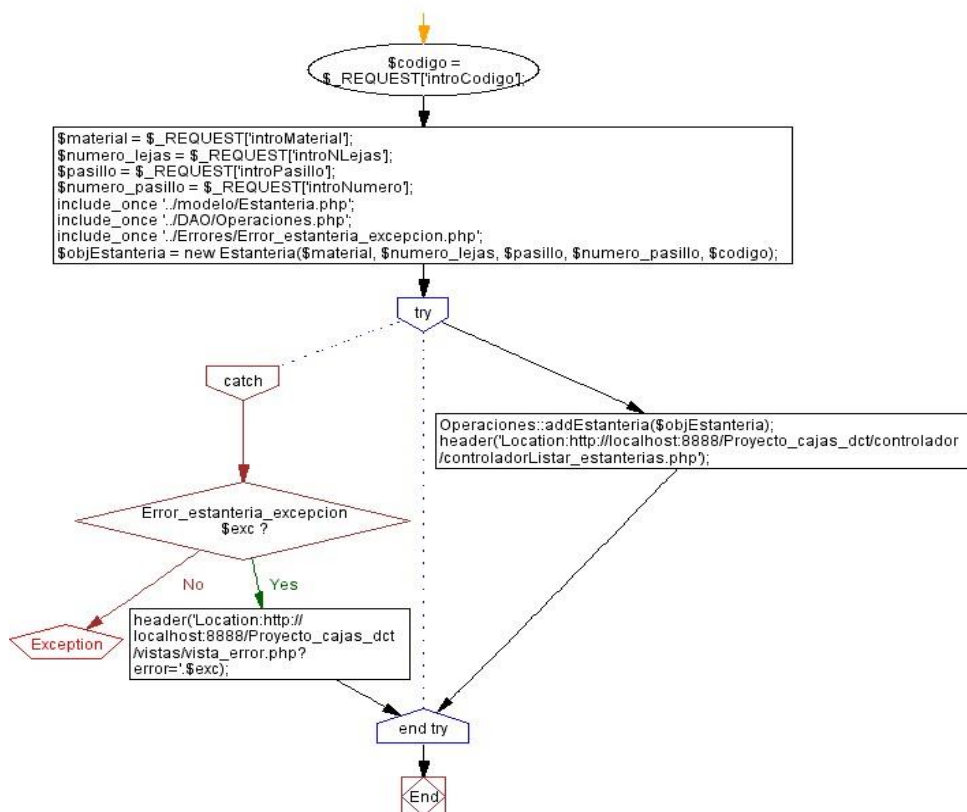 $codigo =
$_REQUEST['introCodigo'];
$material = $_REQUEST['introMaterial'];
$numero_lejas = $_REQUEST['introNLejas'];
$pasillo = $_REQUEST['introPasillo'];
$numero_pasillo = $_REQUEST['introNumero'];
include_once '../modelo/Estanteria.php';
include_once '../DAO/Operaciones.php';
include_once '../Errores/Error_estanteria_excepcion.php';
$objEstanteria = new Estanteria($material, $numero_lejas, $pasillo, $numero_pasillo, $codigo);
try
catch
Operaciones::addEstanteria($objEstanteria);
header('Location:http://localhost:8888/Proyecto_cajas_dct/controlador
/controladorListar_estanterias.php');
Error_estanteria_excepcion
$exc ?
No
Yes
Exception
header('Location:http://
localhost:8888/Proyecto_cajas_dct
/vistas/vista_error.php?
error='.$exc);
end try
End